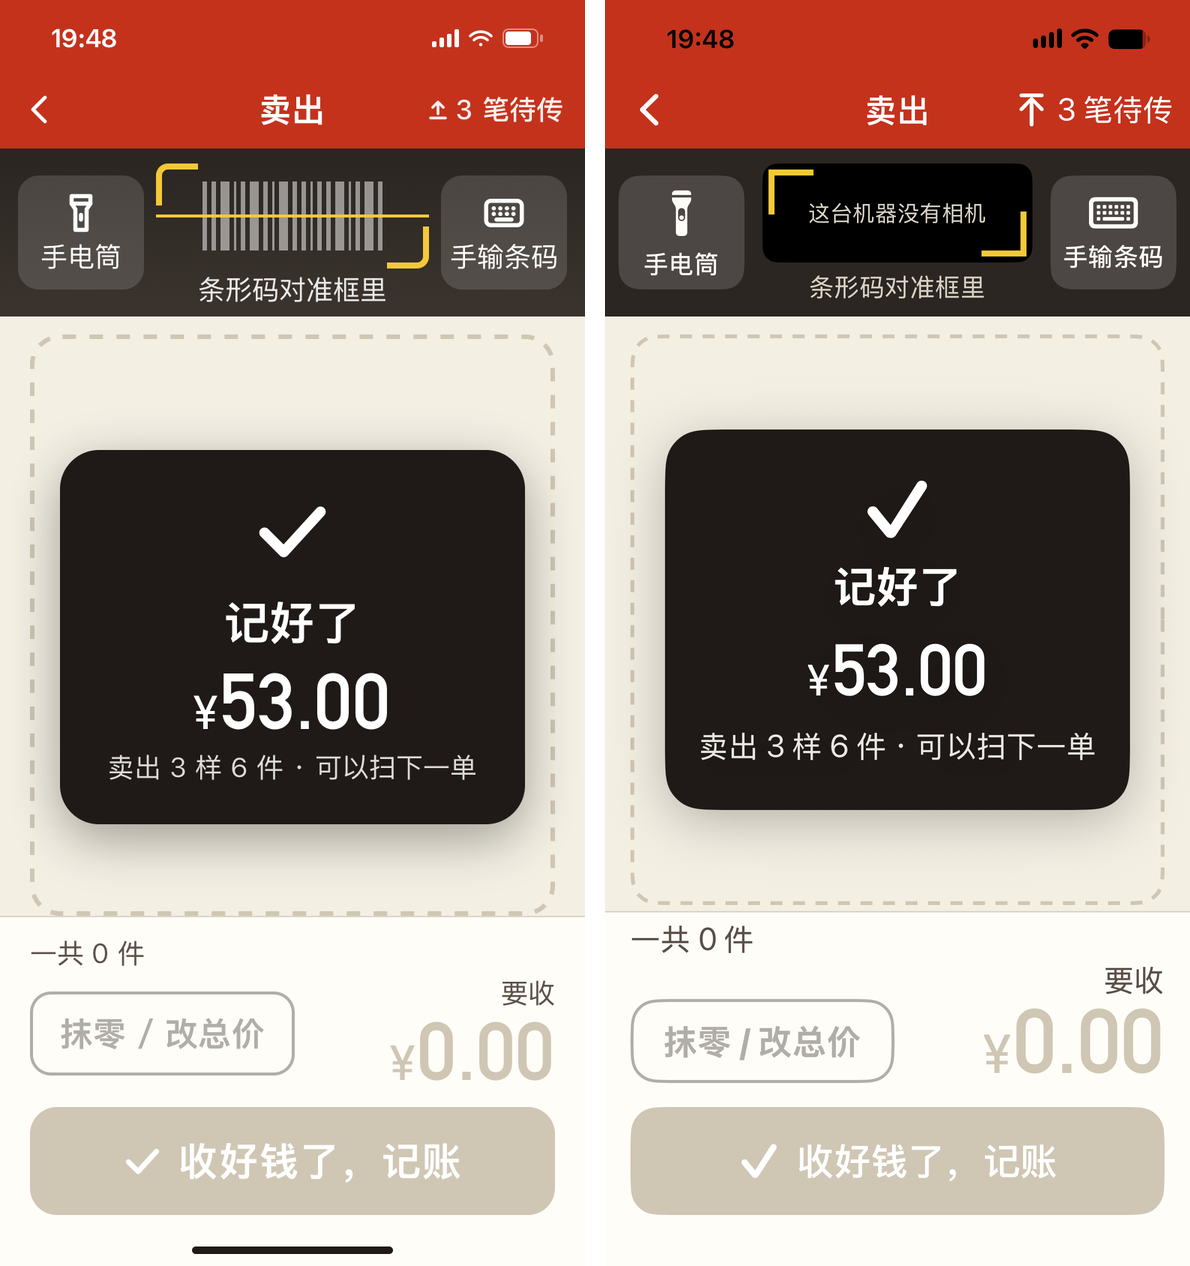 19:48
卖出
3 笔待传
手电筒
手输条码
条形码对准框里
记好了
¥53.00
卖出 3 样 6 件 · 可以扫下一单
一共 0 件
要收
抹零 / 改总价
¥0.00
收好钱了，记账
19:48
卖出
3 笔待传
手电筒
这台机器没有相机
手输条码
条形码对准框里
记好了
¥53.00
卖出 3 样 6 件 · 可以扫下一单
一共 0 件
要收
抹零 / 改总价
¥0.00
收好钱了，记账